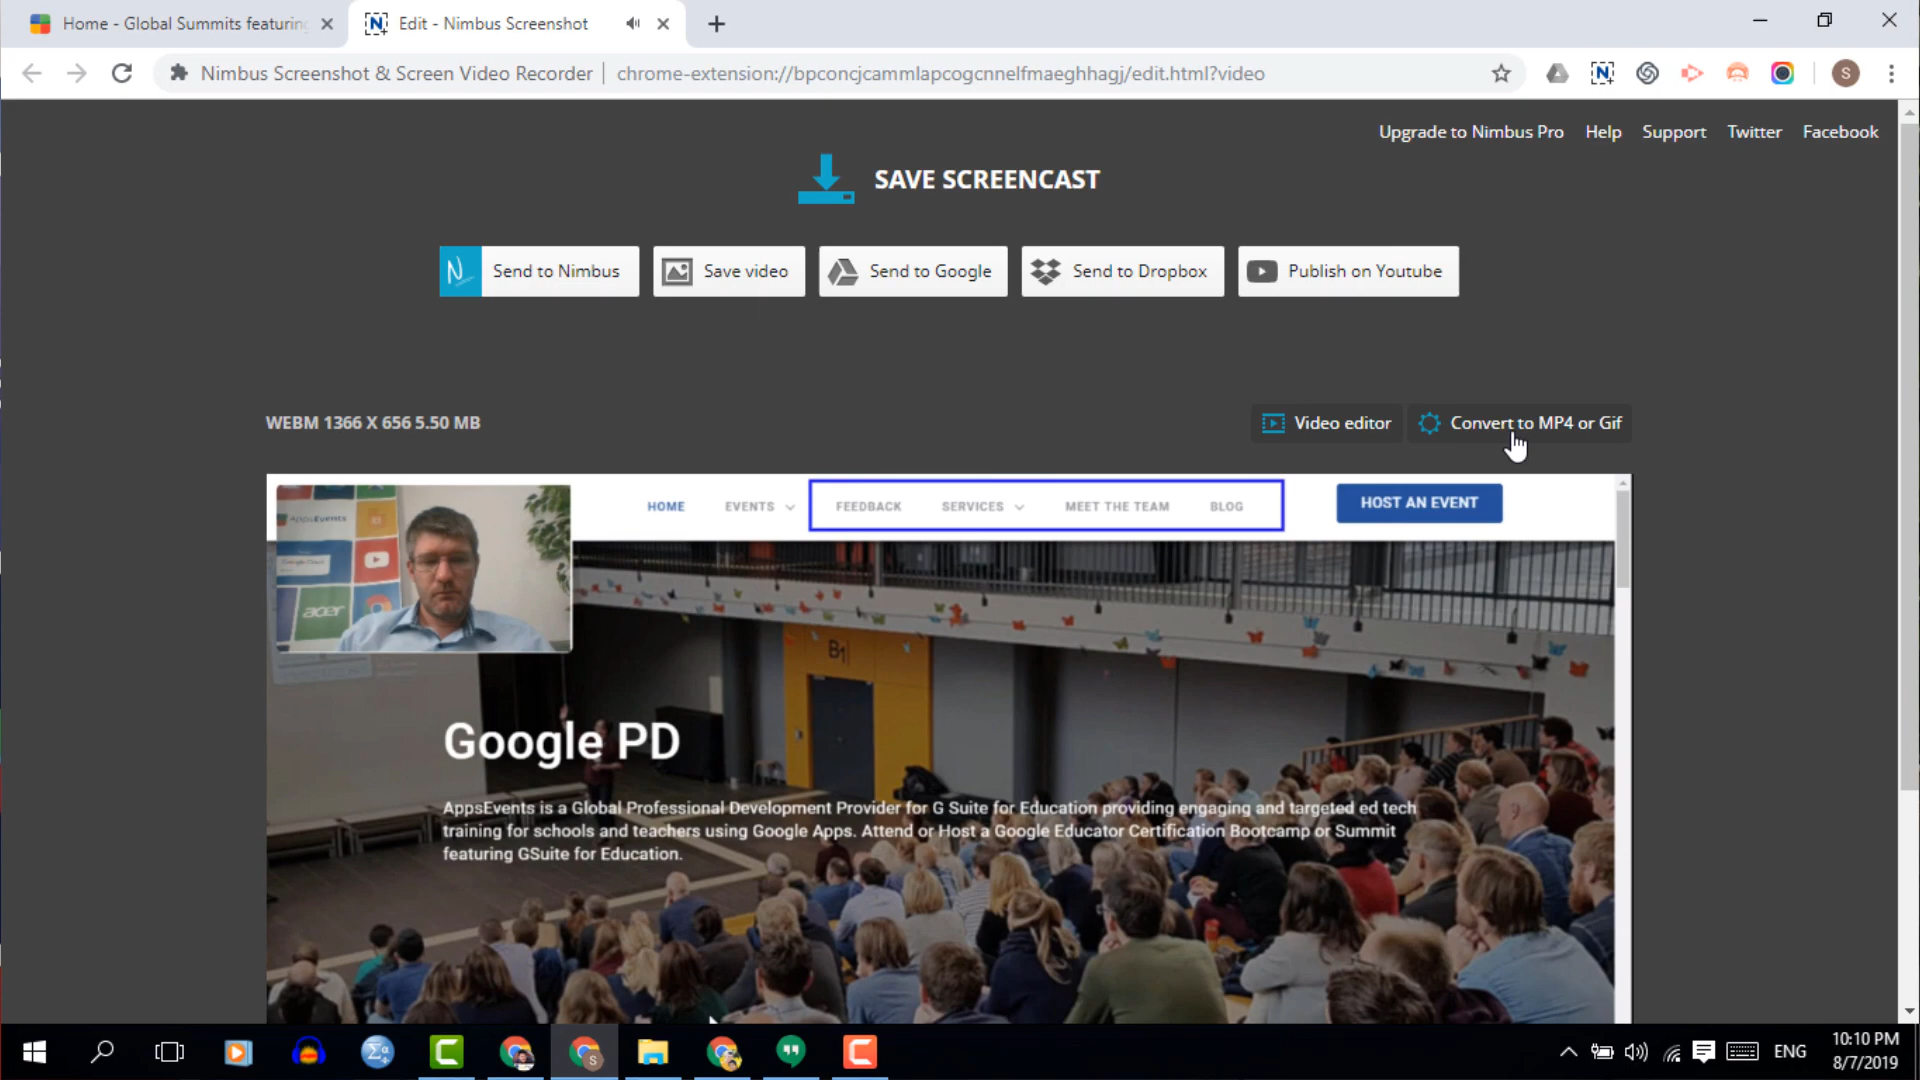 Home - Global Summits featuring
Edit - Nimbus Screenshot
Nimbus Screenshot & Screen Video Recorder
chrome-extension://bpconcjcammlapcogcnnelfmaeghhagj/edit.html?video
S
Upgrade to Nimbus Pro
Help
Support
Twitter
Facebook
SAVE SCREENCAST
Send to Nimbus
Save video
Send to Google
Send to Dropbox
Publish on Youtube
WEBM 1366 X 656 5.50 MB
Video editor
Convert to MP4 or Gif
HOME
EVENTS
FEEDBACK
SERVICES
MEET THE TEAM
BLOG
HOST AN EVENT
AppsEvents
Google Cloud
acer
B1
Google PD
AppsEvents is a Global Professional Development Provider for G Suite for Education providing engaging and targeted ed tech
training for schools and teachers using Google Apps. Attend or Host a Google Educator Certification Bootcamp or Summit
featuring GSuite for Education.
ENG
10:10 PM
8/7/2019